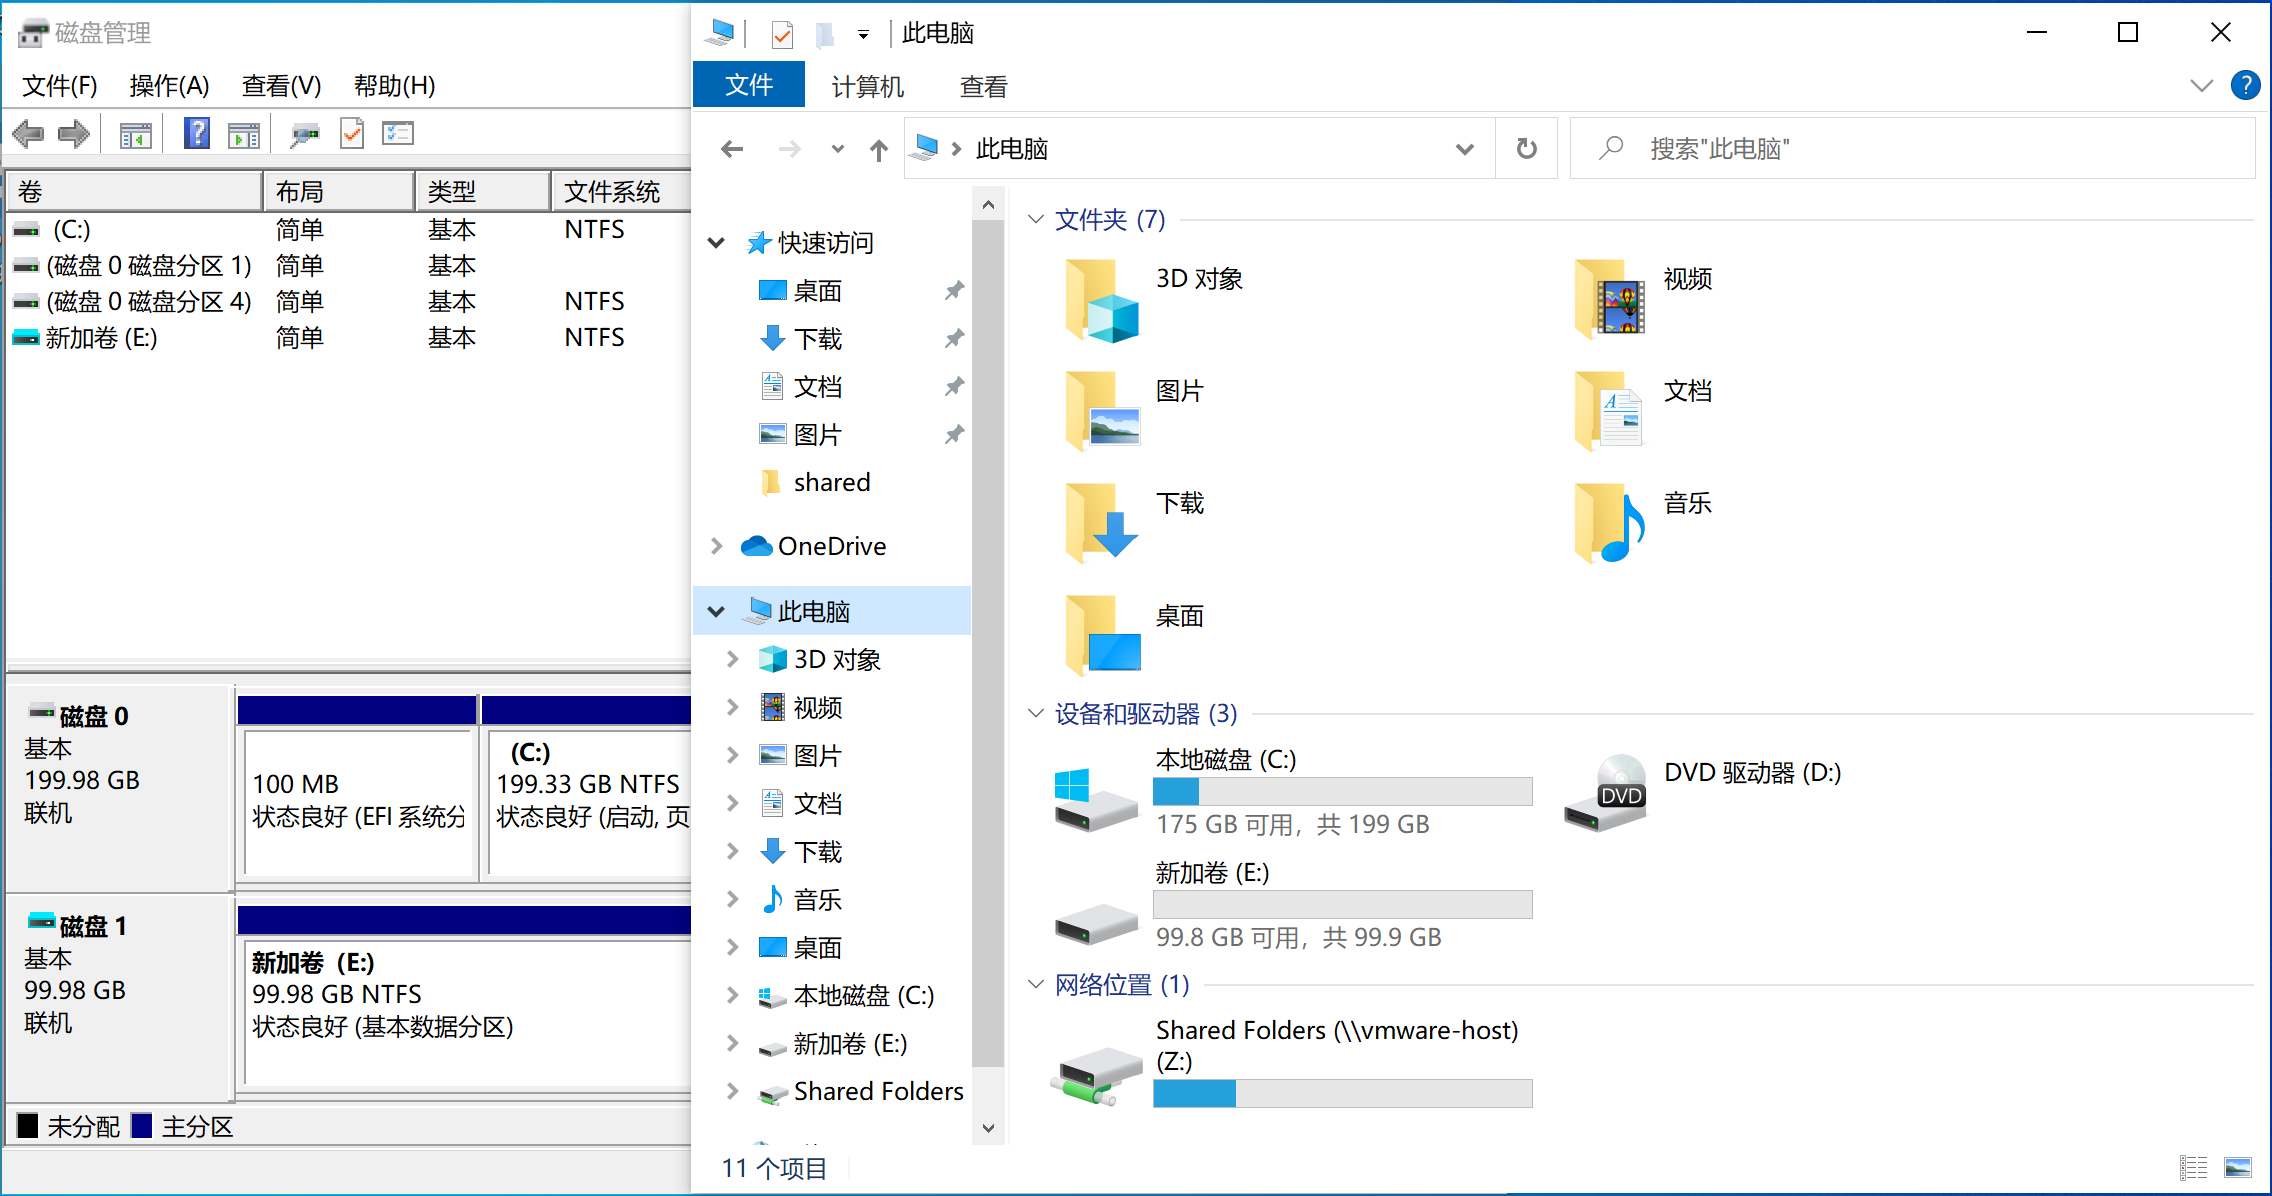 磁盘管理
文件(F) 操作(A) 查看(V) 帮助(H)
卷 布局 类型 文件系统
(C:) 简单 基本 NTFS
(磁盘 0 磁盘分区 1) 简单 基本
(磁盘 0 磁盘分区 4) 简单 基本 NTFS
新加卷 (E:) 简单 基本 NTFS
磁盘 0
基本
199.98 GB
联机
100 MB
状态良好 (EFI 系统分
(C:)
199.33 GB NTFS
状态良好 (启动, 页
磁盘 1
基本
99.98 GB
联机
新加卷 (E:)
99.98 GB NTFS
状态良好 (基本数据分区)
未分配 主分区
此电脑
文件 计算机 查看
此电脑
搜索"此电脑"
快速访问
桌面
下载
文档
图片
shared
OneDrive
此电脑
3D 对象
视频
图片
文档
下载
音乐
桌面
本地磁盘 (C:)
新加卷 (E:)
Shared Folders
文件夹 (7)
3D 对象
视频
图片
文档
下载
音乐
桌面
设备和驱动器 (3)
本地磁盘 (C:)
175 GB 可用，共 199 GB
DVD
DVD 驱动器 (D:)
新加卷 (E:)
99.8 GB 可用，共 99.9 GB
网络位置 (1)
Shared Folders (\\vmware-host)
(Z:)
11 个项目